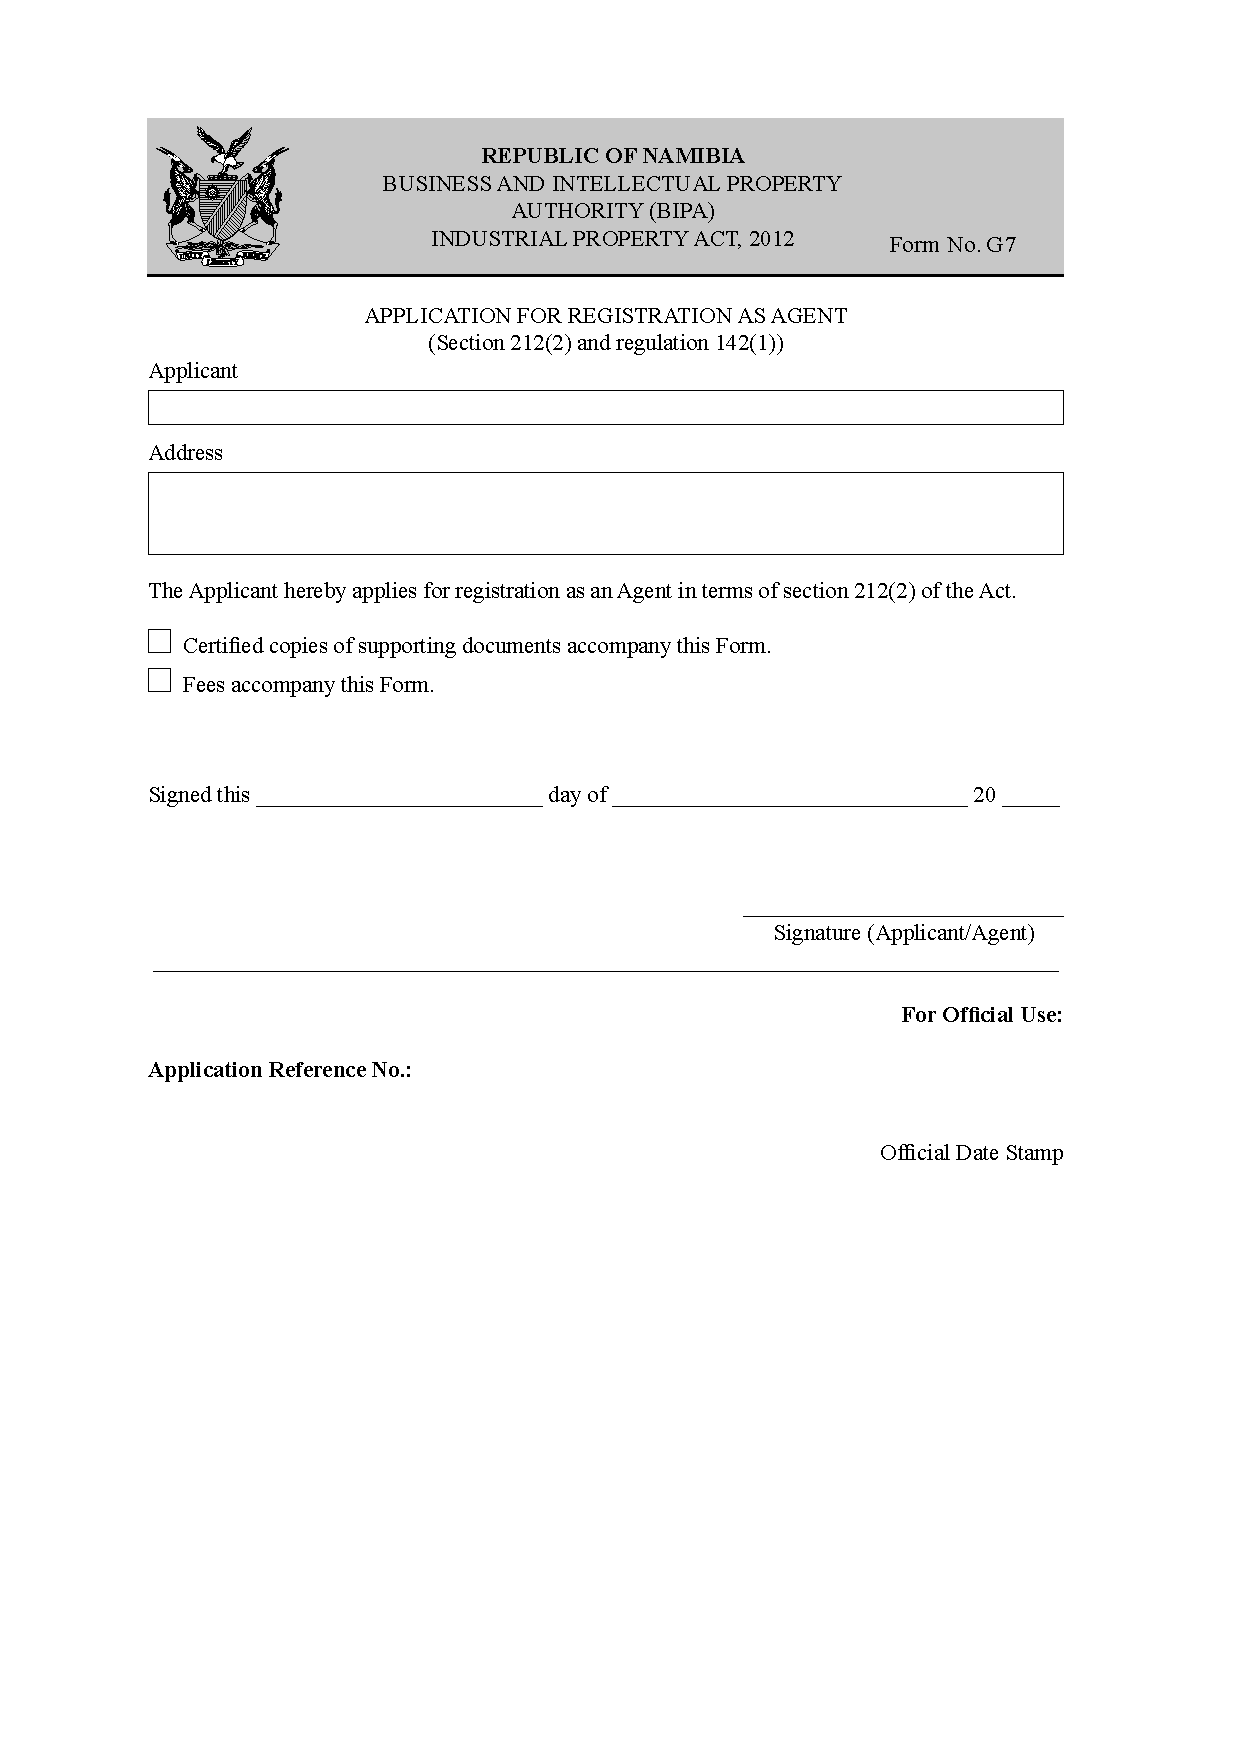 REPUBLIC OF NAMIBIA
BUSINESS AND INTELLECTUAL PROPERTY
AUTHORITY (BIPA)
INDUSTRIAL PROPERTY ACT, 2012
Form No. G7
APPLICATION FOR REGISTRATION AS AGENT
(Section 212(2) and regulation 142(1))
Applicant
Address
The Applicant hereby applies for registration as an Agent in terms of section 212(2) of the Act.
Certified copies of supporting documents accompany this Form.
Fees accompany this Form.
Signed this _________________________ day of _______________________________ 20 _____
Signature (Applicant/Agent)
For Official Use:
Application Reference No.:
Official Date Stamp